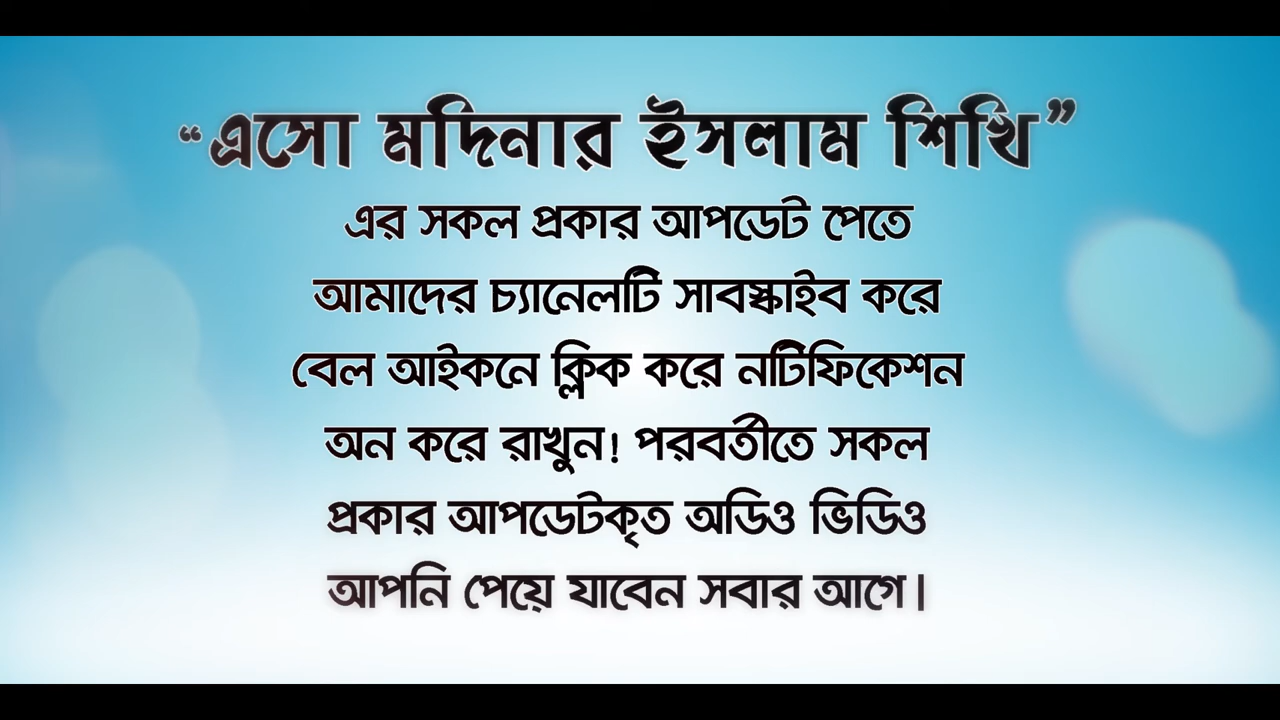 “এসো মদিনার ইসলাম শিখি”
এর সকল প্রকার আপডেট পেতে
আমাদের চ্যানেলটি সাবস্ক্রাইব করে
বেল আইকনে ক্লিক করে নটিফিকেশন
অন করে রাখুন! পরবর্তীতে সকল
প্রকার আপডেটকৃত অডিও ভিডিও
আপনি পেয়ে যাবেন সবার আগে।